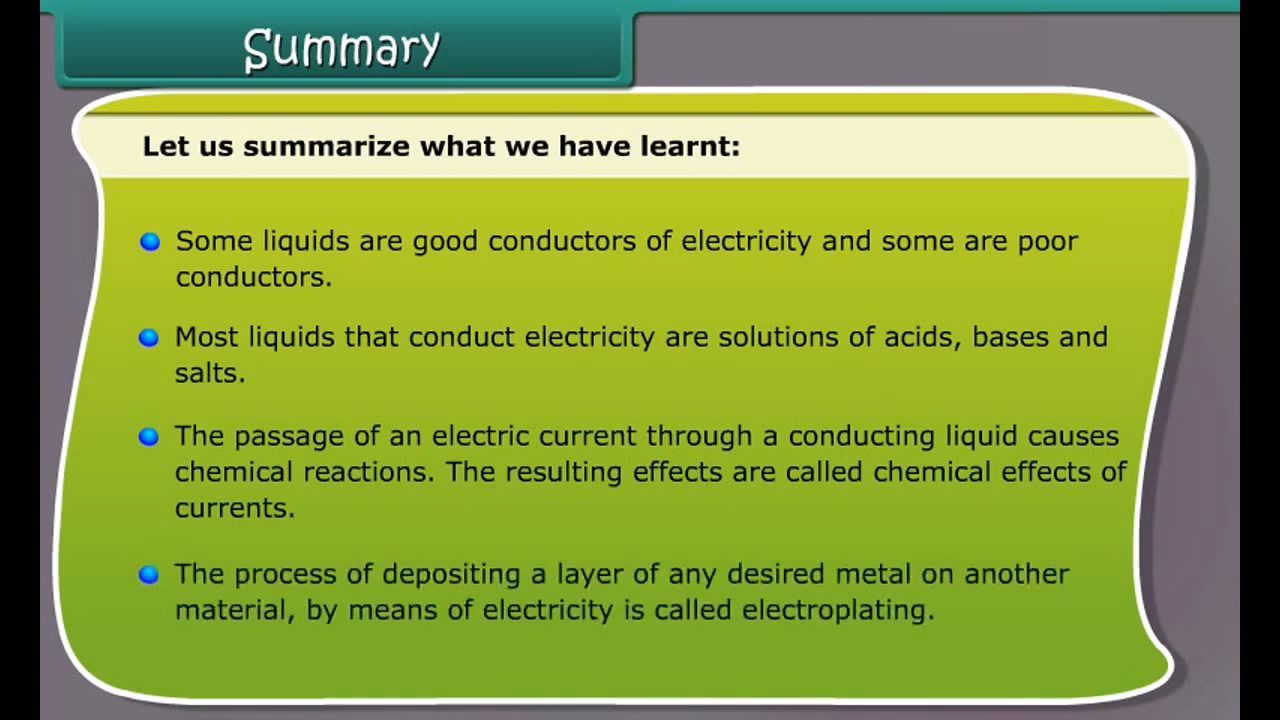 Summary
Let us summarize what we have learnt:
Some liquids are good conductors of electricity and some are poor
conductors.
Most liquids that conduct electricity are solutions of acids, bases and
salts.
The passage of an electric current through a conducting liquid causes
chemical reactions. The resulting effects are called chemical effects of
currents.
The process of depositing a layer of any desired metal on another
material, by means of electricity is called electroplating.